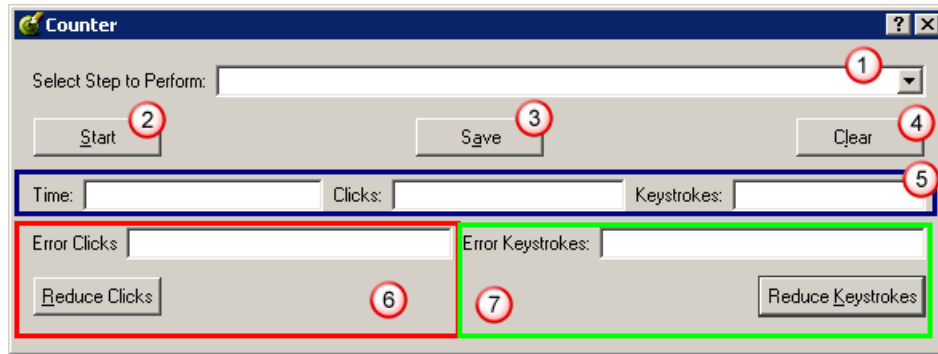 Counter ? X
Select Step to Perform: 1
Start 2 Save 3 Clear 4
5
Time: Clicks: Keystrokes:
Error Clicks Error Keystrokes:
Reduce Clicks 6 7 Reduce Keystrokes